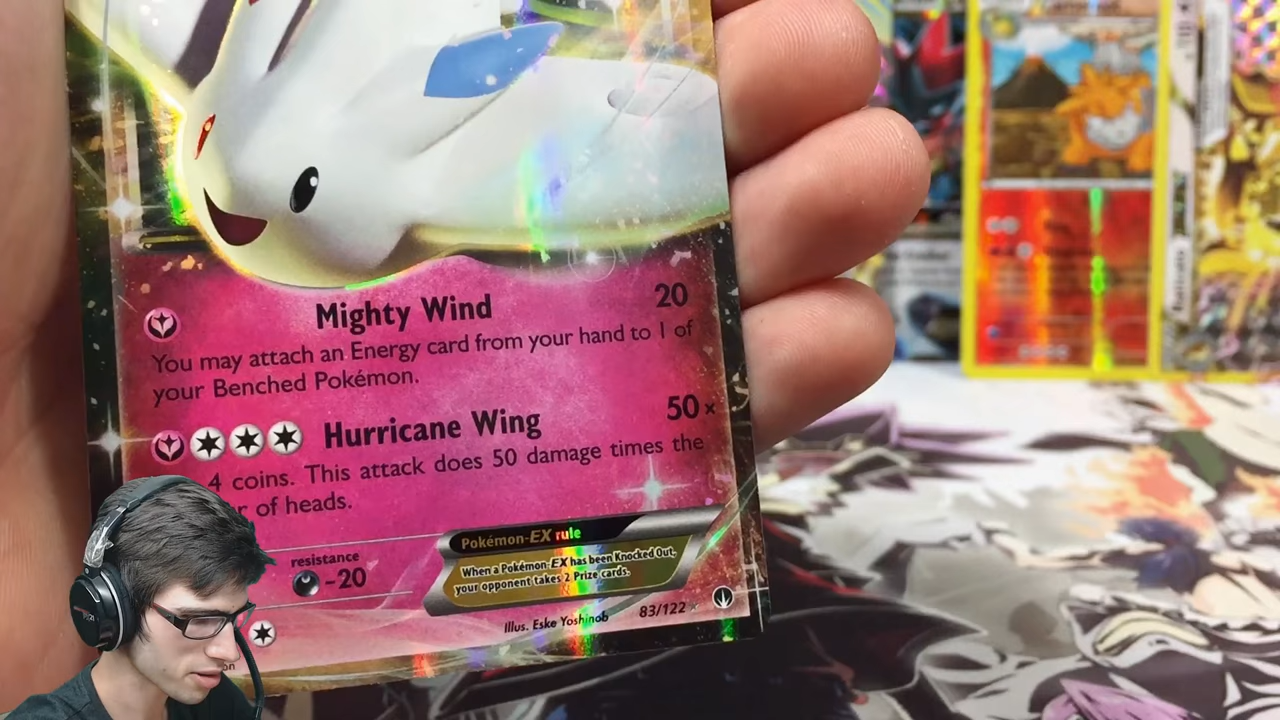 Mighty Wind 20
You may attach an Energy card from your hand to 1 of
your Benched Pokémon.
Hurricane Wing 50×
4 coins. This attack does 50 damage times the
r of heads.
resistance
-20
Pokémon-EX rule
When a Pokémon-EX has been Knocked Out,
your opponent takes 2 Prize cards.
Illus. Eske Yoshinob
83/122
on